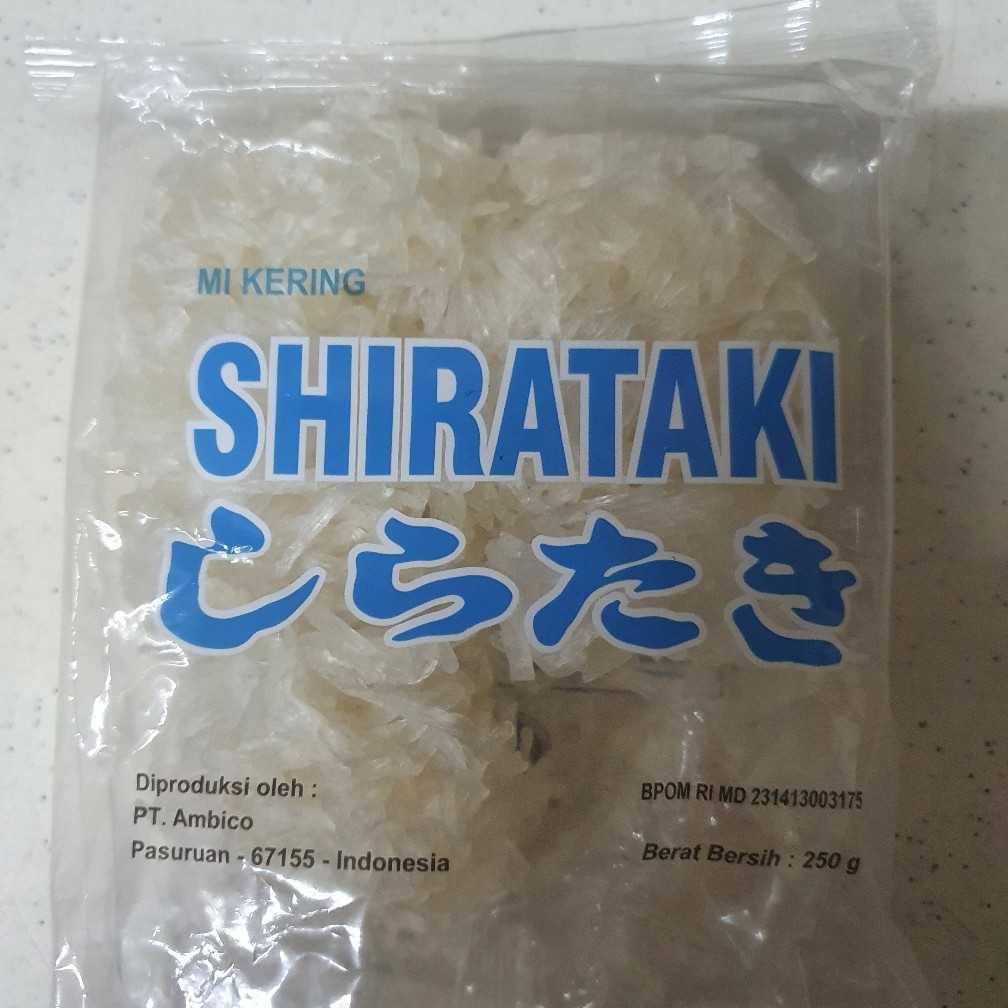 MI KERING
SHIRATAKI
しらたき
Diproduksi oleh :
PT. Ambico
Pasuruan - 67155 - Indonesia
BPOM RI MD 231413003175
Berat Bersih : 250 g